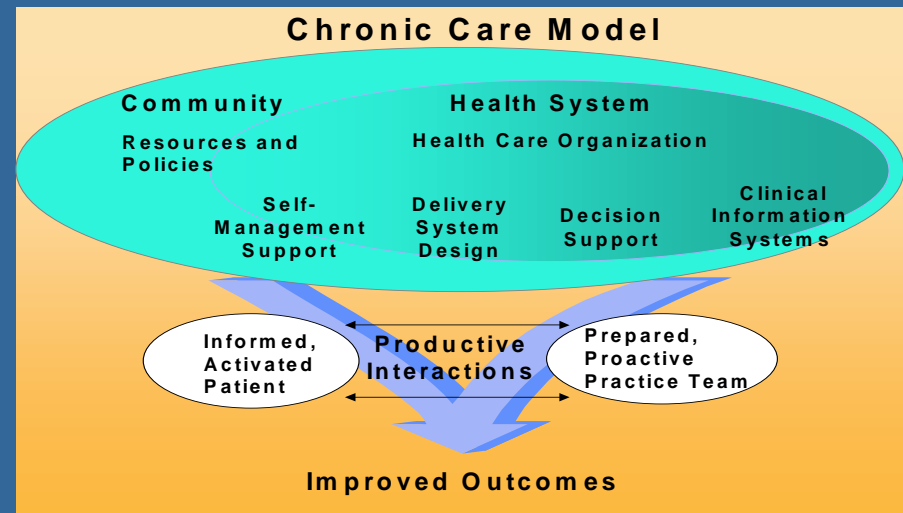 Chronic Care Model
Community
Resources and
Policies
Health System
Health Care Organization
Self-
Management
Support
Delivery
System
Design
Decision
Support
Clinical
Information
Systems
Informed,
Activated
Patient
Productive
Interactions
Prepared,
Proactive
Practice Team
Improved Outcomes